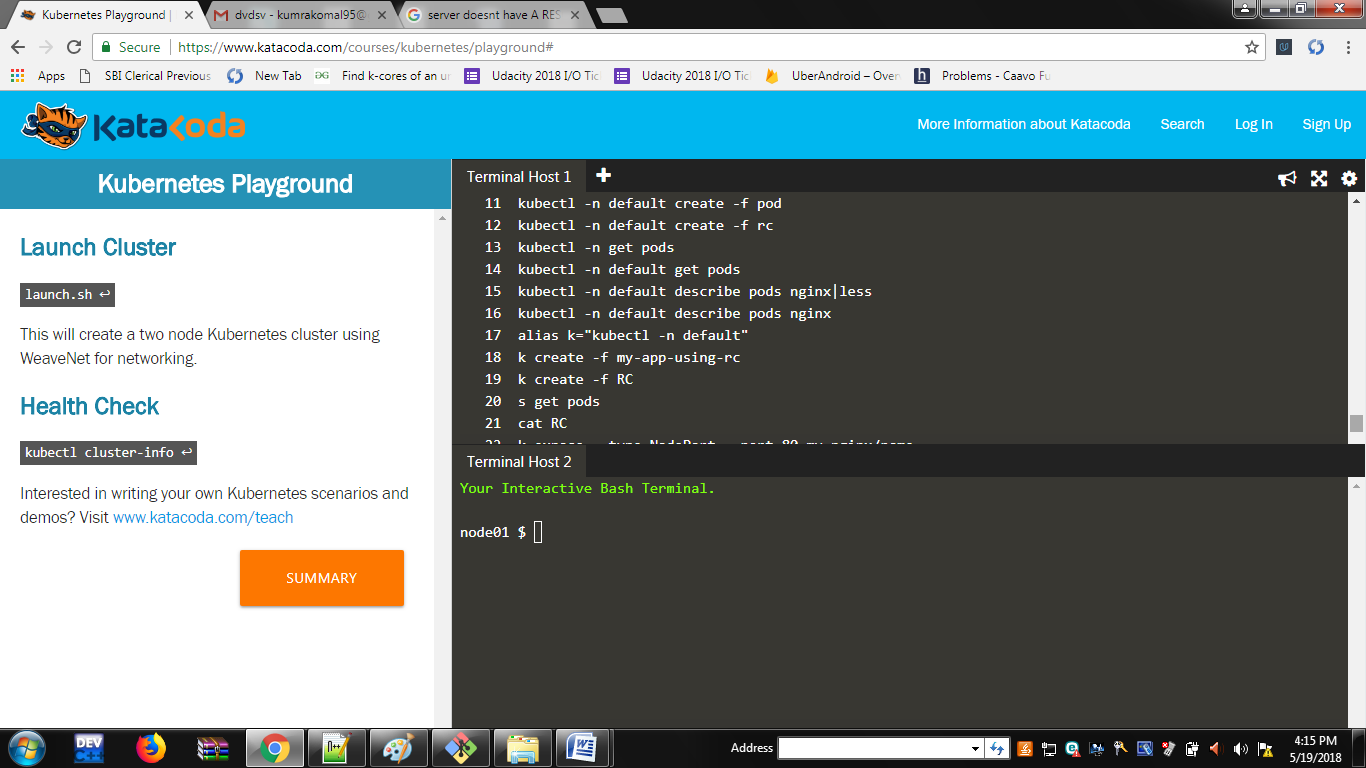 Kubernetes Playground |
dvdsv - kumrakomal95@
server doesnt have A RES
Secure
https://www.katacoda.com/courses/kubernetes/playground#
Apps
SBI Clerical Previous
New Tab
Find k-cores of an un
Udacity 2018 I/O Tic
Udacity 2018 I/O Tic
UberAndroid – Over
Problems - Caavo Fu
katacoda
More Information about Katacoda
Search
Log In
Sign Up
Kubernetes Playground
Launch Cluster
launch.sh ↩
This will create a two node Kubernetes cluster using
WeaveNet for networking.
Health Check
kubectl cluster-info ↩
Interested in writing your own Kubernetes scenarios and
demos? Visit www.katacoda.com/teach
SUMMARY
Terminal Host 1
11 kubectl -n default create -f pod
12 kubectl -n default create -f rc
13 kubectl -n get pods
14 kubectl -n default get pods
15 kubectl -n default describe pods nginx|less
16 kubectl -n default describe pods nginx
17 alias k="kubectl -n default"
18 k create -f my-app-using-rc
19 k create -f RC
20 s get pods
21 cat RC
Terminal Host 2
Your Interactive Bash Terminal.
node01 $
DEV
C++
Address
4:15 PM
5/19/2018